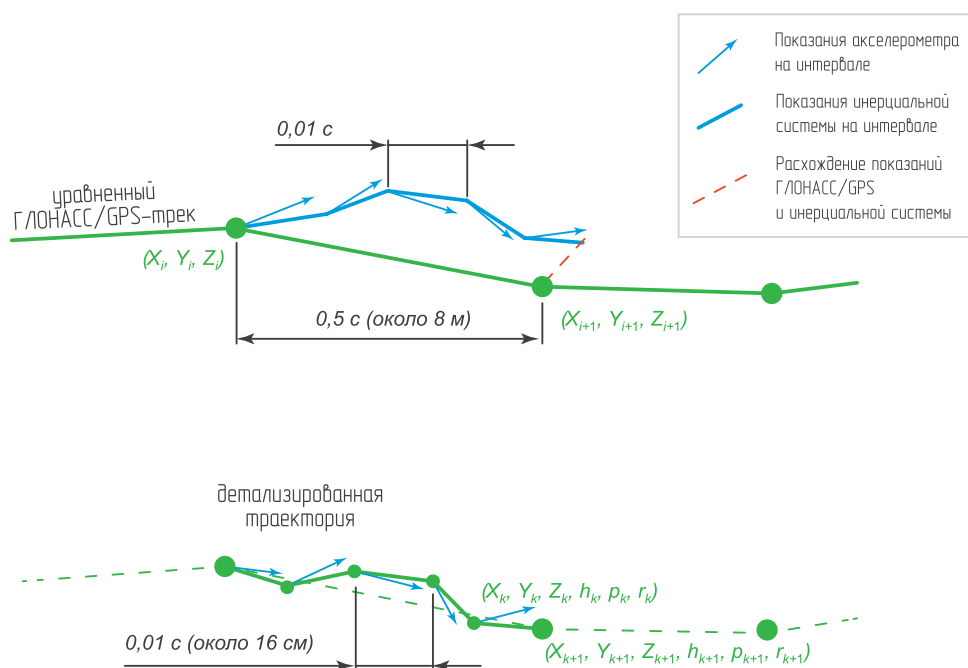 Показания акселерометра
на интервале
Показания инерциальной
системы на интервале
Расхождение показаний
ГЛОНАСС/GPS
и инерциальной системы
0,01 с
уравненный
ГЛОНАСС/GPS-трек
(Xi, Yi, Zi)
0,5 с (около 8 м)
(Xi+1, Yi+1, Zi+1)
детализированная
траектория
(Xk, Yk, Zk, hk, pk, rk)
0,01 с (около 16 см)
(Xk+1, Yk+1, Zk+1, hk+1, pk+1, rk+1)